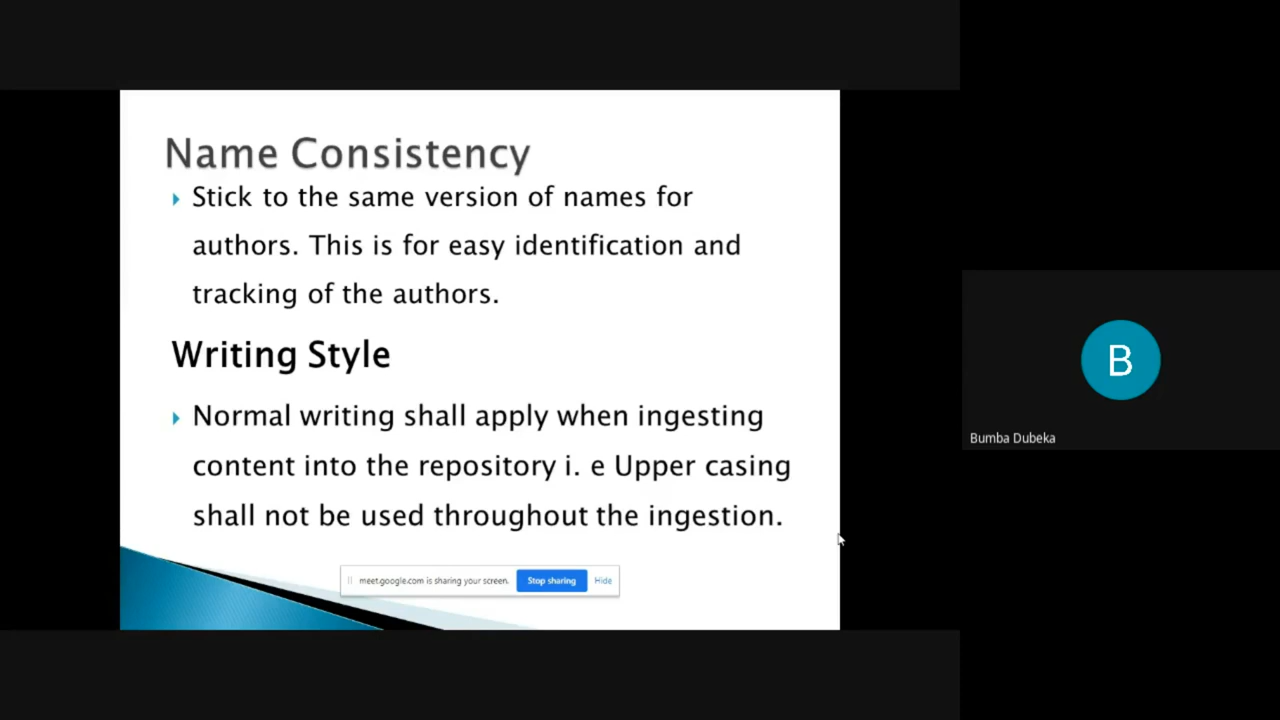 Name Consistency
Stick to the same version of names for
authors. This is for easy identification and
tracking of the authors.
Writing Style
Normal writing shall apply when ingesting
content into the repository i. e Upper casing
shall not be used throughout the ingestion.
meet.google.com is sharing your screen. Stop sharing Hide
B
Bumba Dubeka